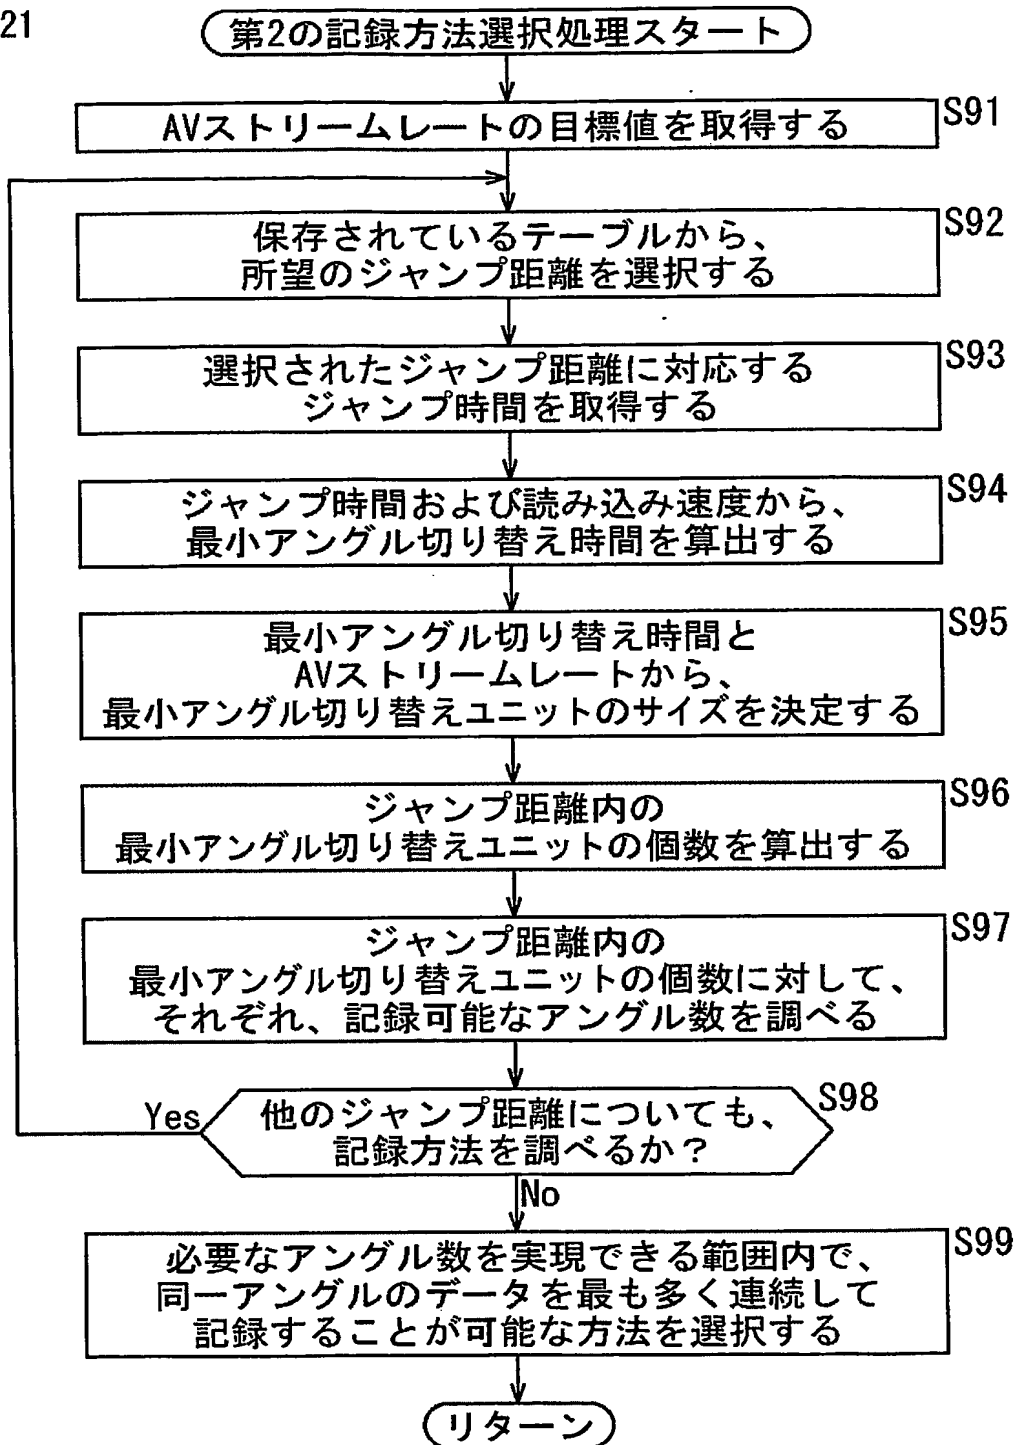 21
第2の記録方法選択処理スタート
AVストリームレートの目標値を取得する
S91
保存されているテーブルから、
所望のジャンプ距離を選択する
S92
選択されたジャンプ距離に対応する
ジャンプ時間を取得する
S93
ジャンプ時間および読み込み速度から、
最小アングル切り替え時間を算出する
S94
最小アングル切り替え時間と
AVストリームレートから、
最小アングル切り替えユニットのサイズを決定する
S95
ジャンプ距離内の
最小アングル切り替えユニットの個数を算出する
S96
ジャンプ距離内の
最小アングル切り替えユニットの個数に対して、
それぞれ、記録可能なアングル数を調べる
S97
Yes
他のジャンプ距離についても、
記録方法を調べるか？
S98
No
必要なアングル数を実現できる範囲内で、
同一アングルのデータを最も多く連続して
記録することが可能な方法を選択する
S99
リターン